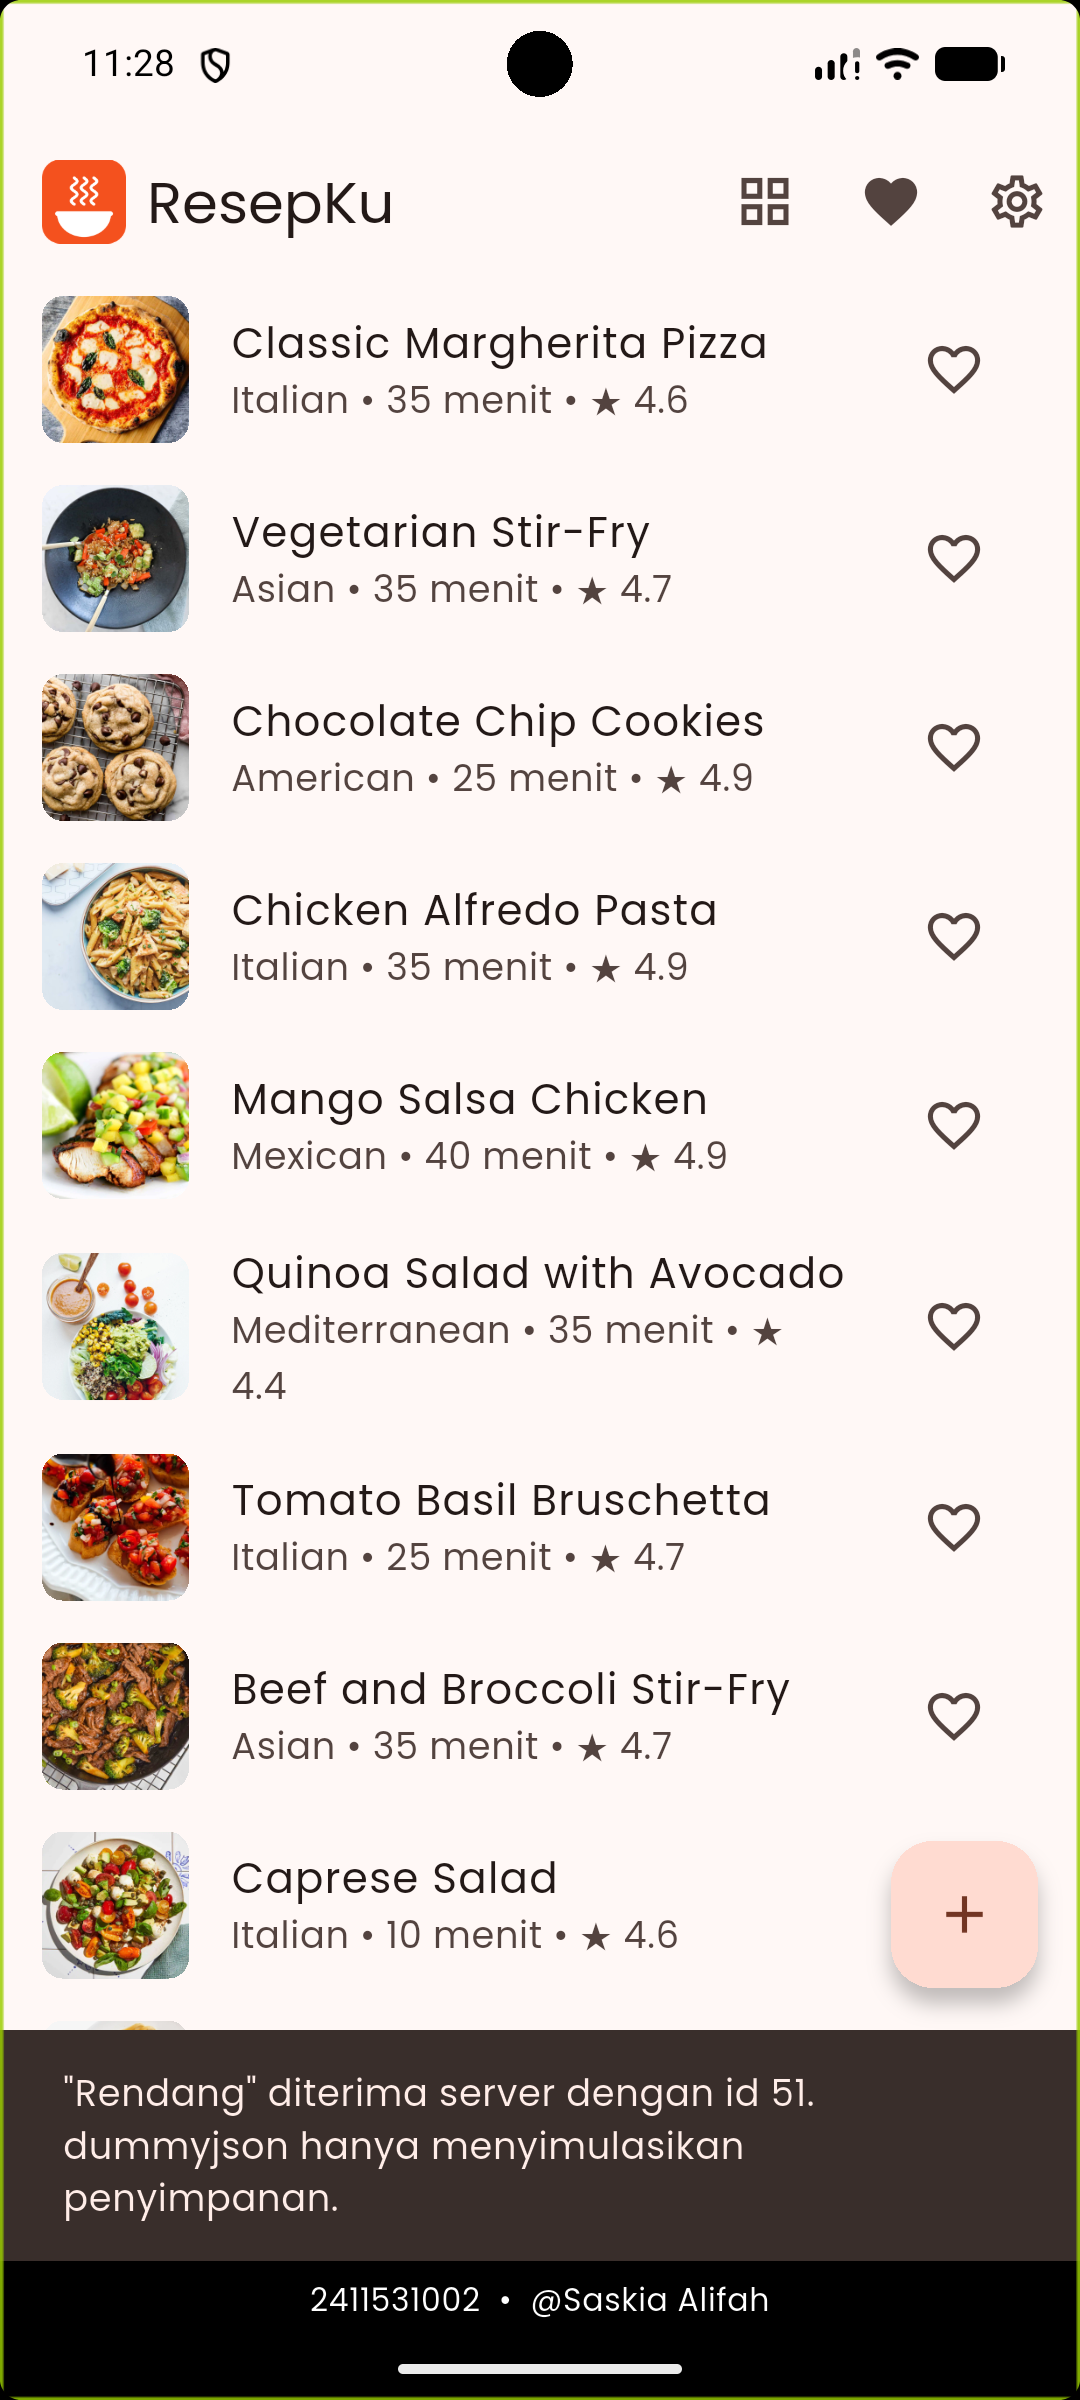 11:28
ResepKu
Classic Margherita Pizza
Italian • 35 menit • ★ 4.6
Vegetarian Stir-Fry
Asian • 35 menit • ★ 4.7
Chocolate Chip Cookies
American • 25 menit • ★ 4.9
Chicken Alfredo Pasta
Italian • 35 menit • ★ 4.9
Mango Salsa Chicken
Mexican • 40 menit • ★ 4.9
Quinoa Salad with Avocado
Mediterranean • 35 menit • ★
4.4
Tomato Basil Bruschetta
Italian • 25 menit • ★ 4.7
Beef and Broccoli Stir-Fry
Asian • 35 menit • ★ 4.7
Caprese Salad
Italian • 10 menit • ★ 4.6
"Rendang" diterima server dengan id 51.
dummyjson hanya menyimulasikan
penyimpanan.
2411531002 • @Saskia Alifah